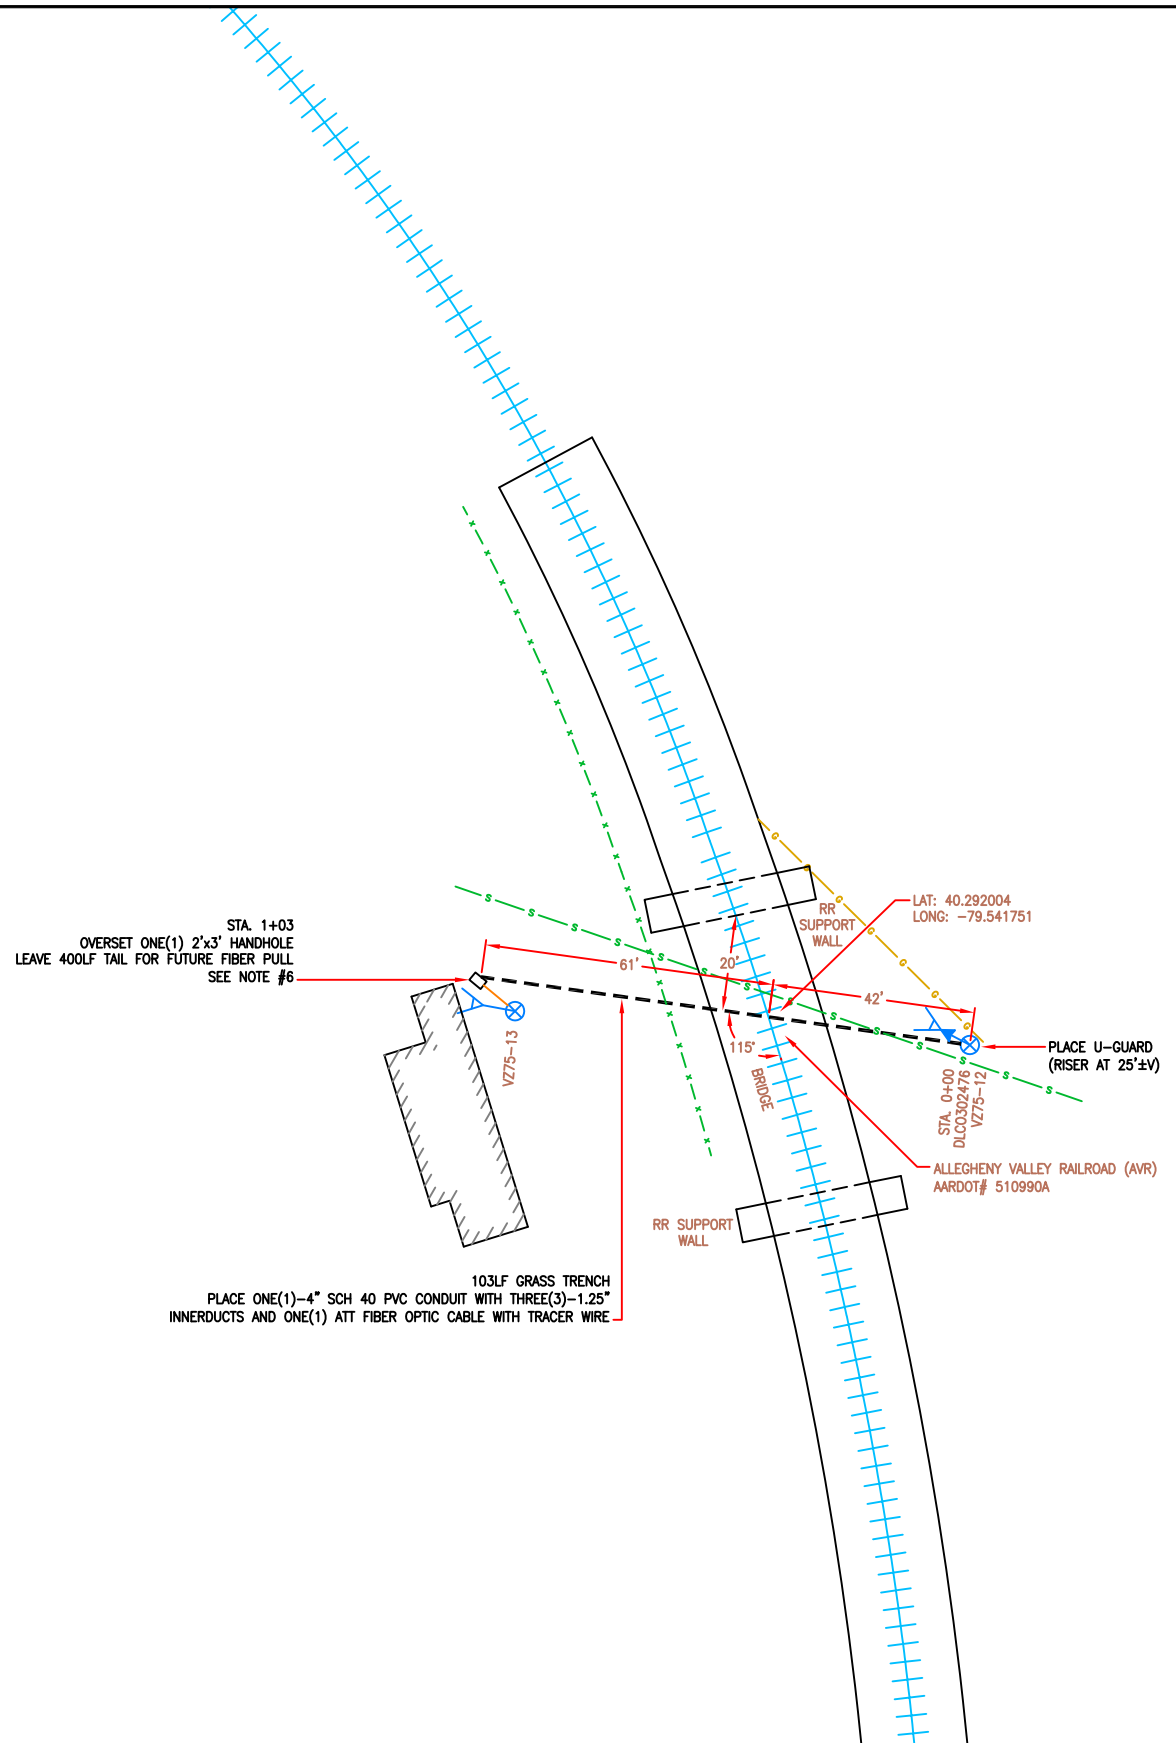 RR
SUPPORT
WALL
LAT: 40.292004
LONG: -79.541751
STA. 1+03
OVERSET ONE(1) 2'x3' HANDHOLE
LEAVE 400LF TAIL FOR FUTURE FIBER PULL
SEE NOTE #6
61'
20'
42'
115°
BRIDGE
VZ75-13
PLACE U-GUARD
(RISER AT 25'±V)
STA. 0+00
DLC0302476
VZ75-12
ALLEGHENY VALLEY RAILROAD (AVR)
AARDOT# 510990A
RR SUPPORT
WALL
103LF GRASS TRENCH
PLACE ONE(1)-4" SCH 40 PVC CONDUIT WITH THREE(3)-1.25"
INNERDUCTS AND ONE(1) ATT FIBER OPTIC CABLE WITH TRACER WIRE
G
G
G
G
G
G
G
S
S
S
S
S
S
S
S
S
S
S
S
S
S